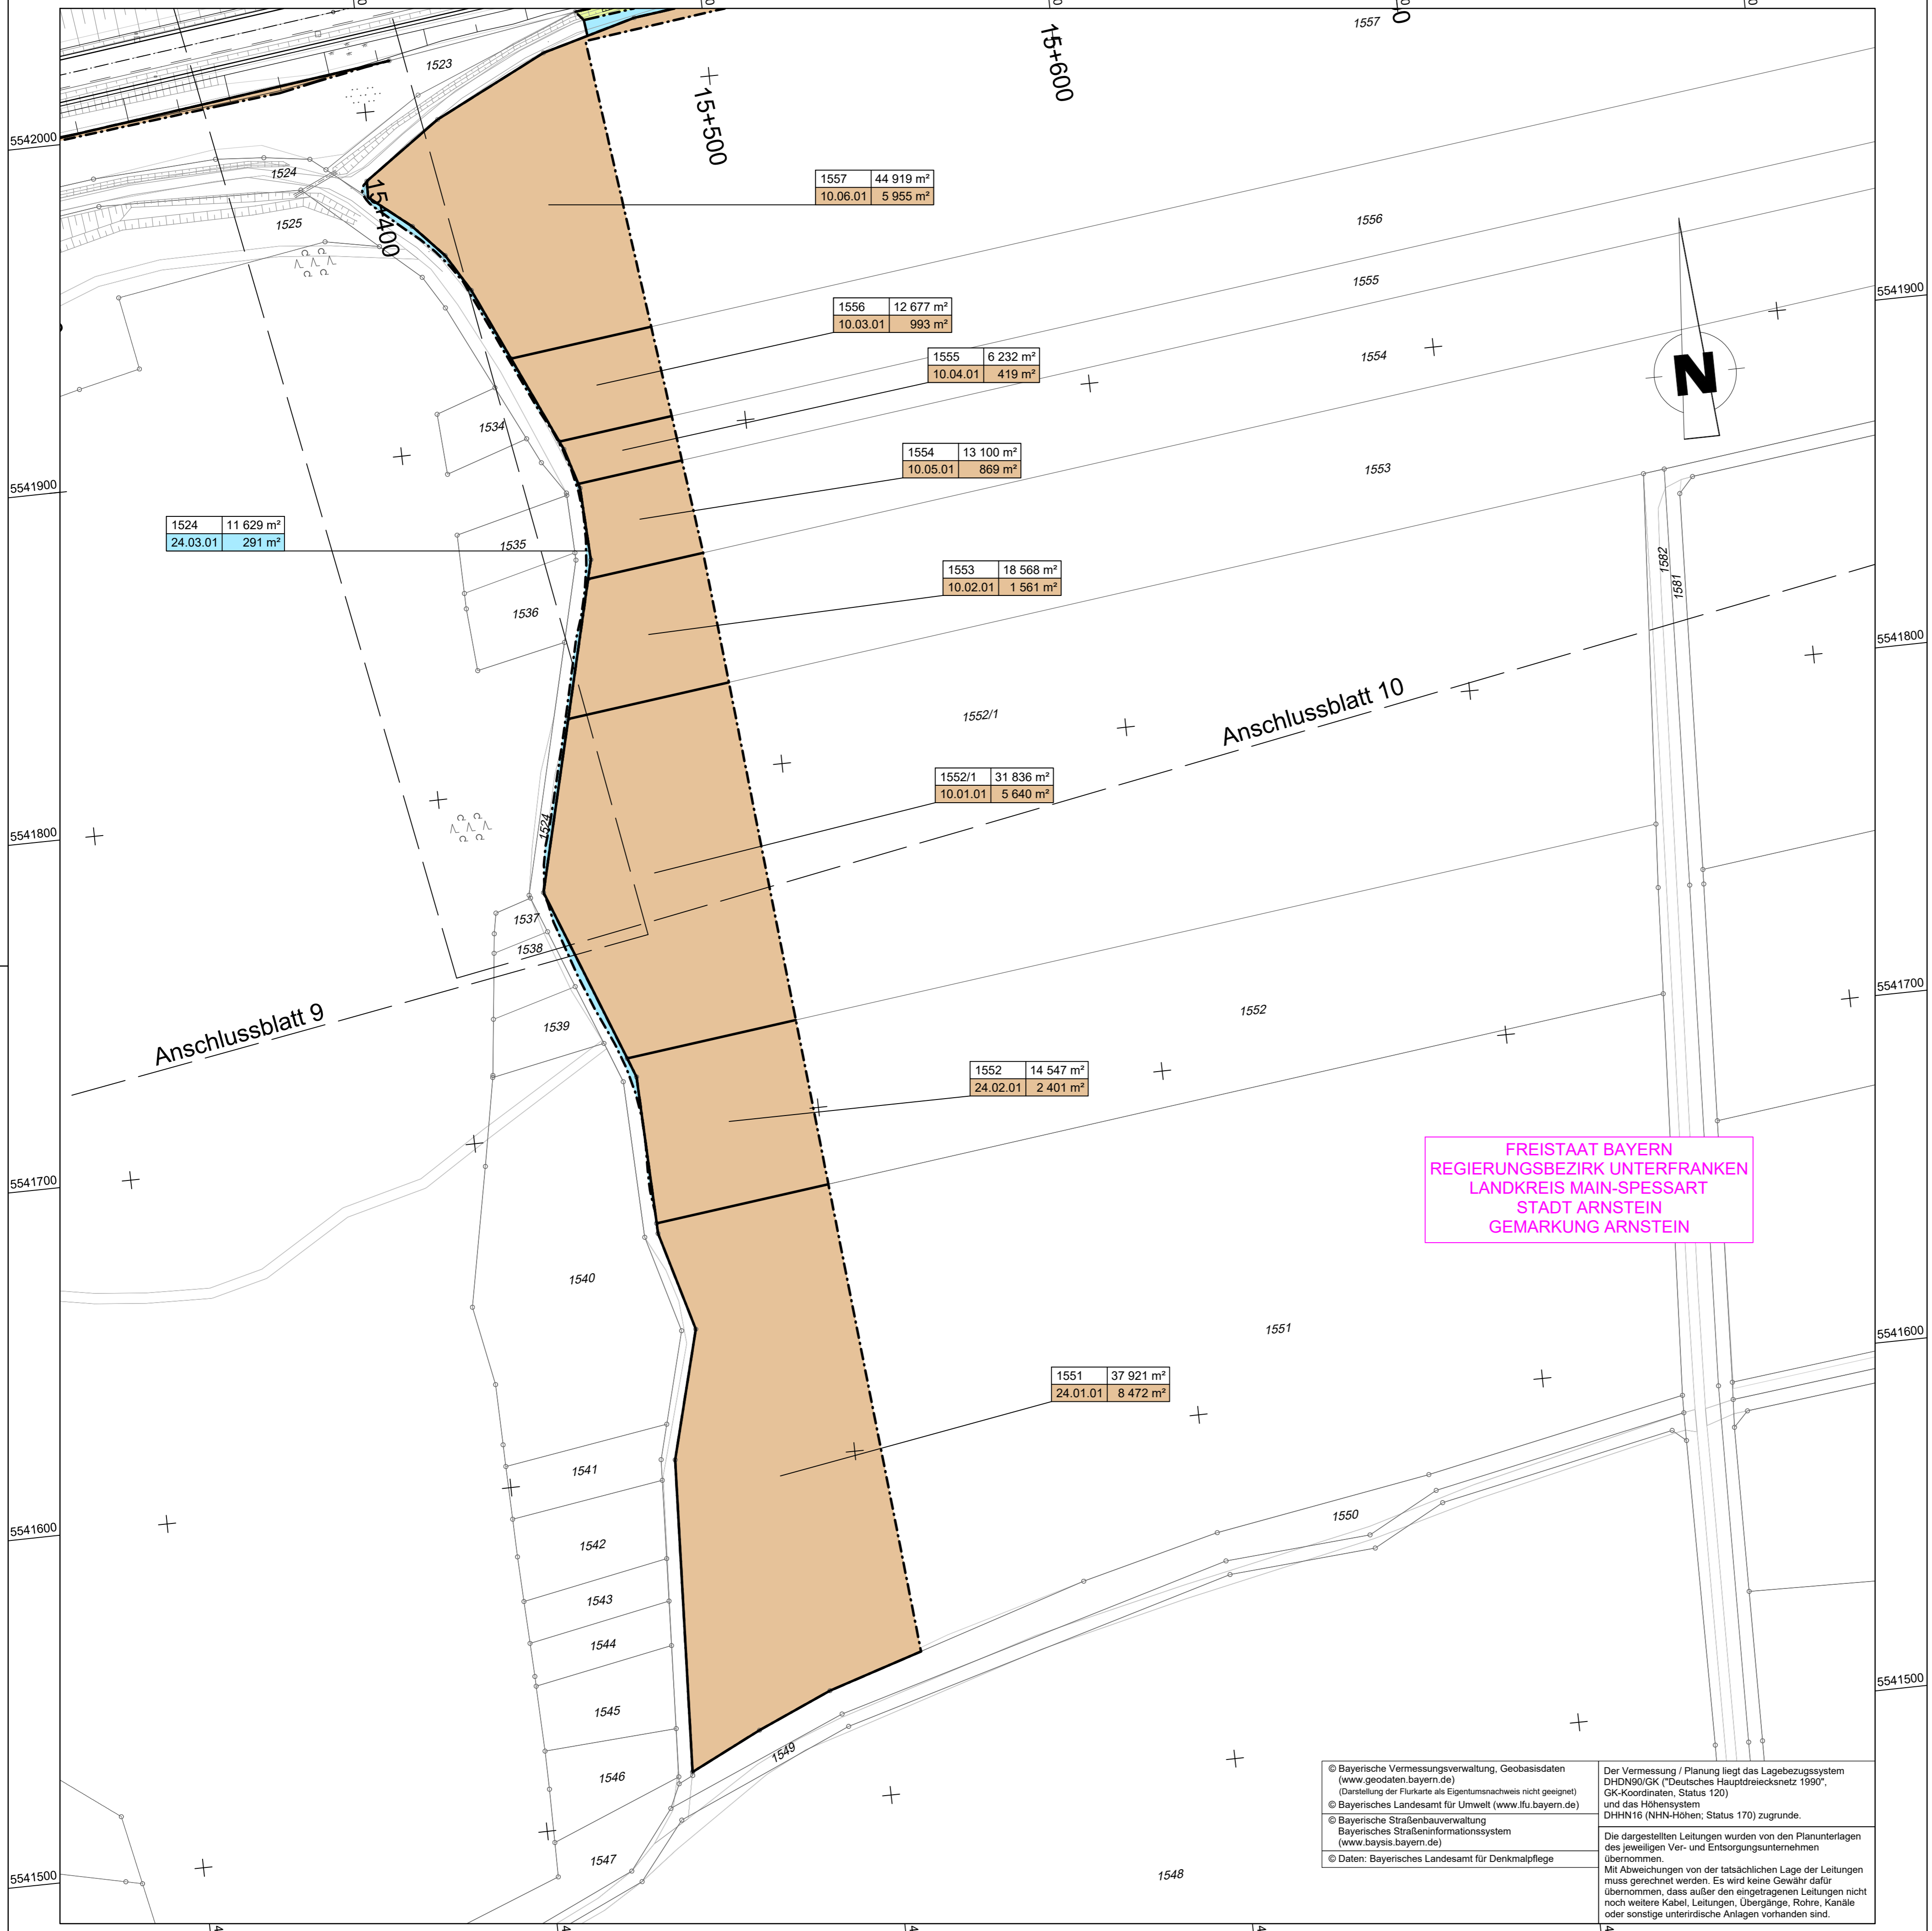 1557
15+600
15+500
15+400
1523
5542000
1524
1525
1557 44 919 m²
10.06.01 5 955 m²
1556
1556 12 677 m²
10.03.01 993 m²
1555
5541900
1555 6 232 m²
10.04.01 419 m²
1554
N
1534
1554 13 100 m²
10.05.01 869 m²
1553
5541900
1524 11 629 m²
24.03.01 291 m²
1535
1553 18 568 m²
10.02.01 1 561 m²
1582
1581
1536
5541800
1552/1
Anschlussblatt 10
1552/1 31 836 m²
10.01.01 5 640 m²
5541800
1524
1537
1538
5541700
Anschlussblatt 9
1539
1552
1552 14 547 m²
24.02.01 2 401 m²
5541700
FREISTAAT BAYERN
REGIERUNGSBEZIRK UNTERFRANKEN
LANDKREIS MAIN-SPESSART
STADT ARNSTEIN
GEMARKUNG ARNSTEIN
1540
1551
5541600
1551 37 921 m²
24.01.01 8 472 m²
1541
5541600
1550
1542
1543
1544
1545
5541500
1549
1546
1547
5541500
1548
© Bayerische Vermessungsverwaltung, Geobasisdaten
(www.geodaten.bayern.de)
(Darstellung der Flurkarte als Eigentumsnachweis nicht geeignet)
© Bayerisches Landesamt für Umwelt (www.lfu.bayern.de)
© Bayerische Straßenbauverwaltung
Bayerisches Straßeninformationssystem
(www.baysis.bayern.de)
© Daten: Bayerisches Landesamt für Denkmalpflege
Der Vermessung / Planung liegt das Lagebezugssystem
DHDN90/GK ("Deutsches Hauptdreiecksnetz 1990",
GK-Koordinaten, Status 120)
und das Höhensystem
DHHN16 (NHN-Höhen; Status 170) zugrunde.
Die dargestellten Leitungen wurden von den Planunterlagen
des jeweiligen Ver- und Entsorgungsunternehmen
übernommen.
Mit Abweichungen von der tatsächlichen Lage der Leitungen
muss gerechnet werden. Es wird keine Gewähr dafür
übernommen, dass außer den eingetragenen Leitungen nicht
noch weitere Kabel, Leitungen, Übergänge, Rohre, Kanäle
oder sonstige unterirdische Anlagen vorhanden sind.